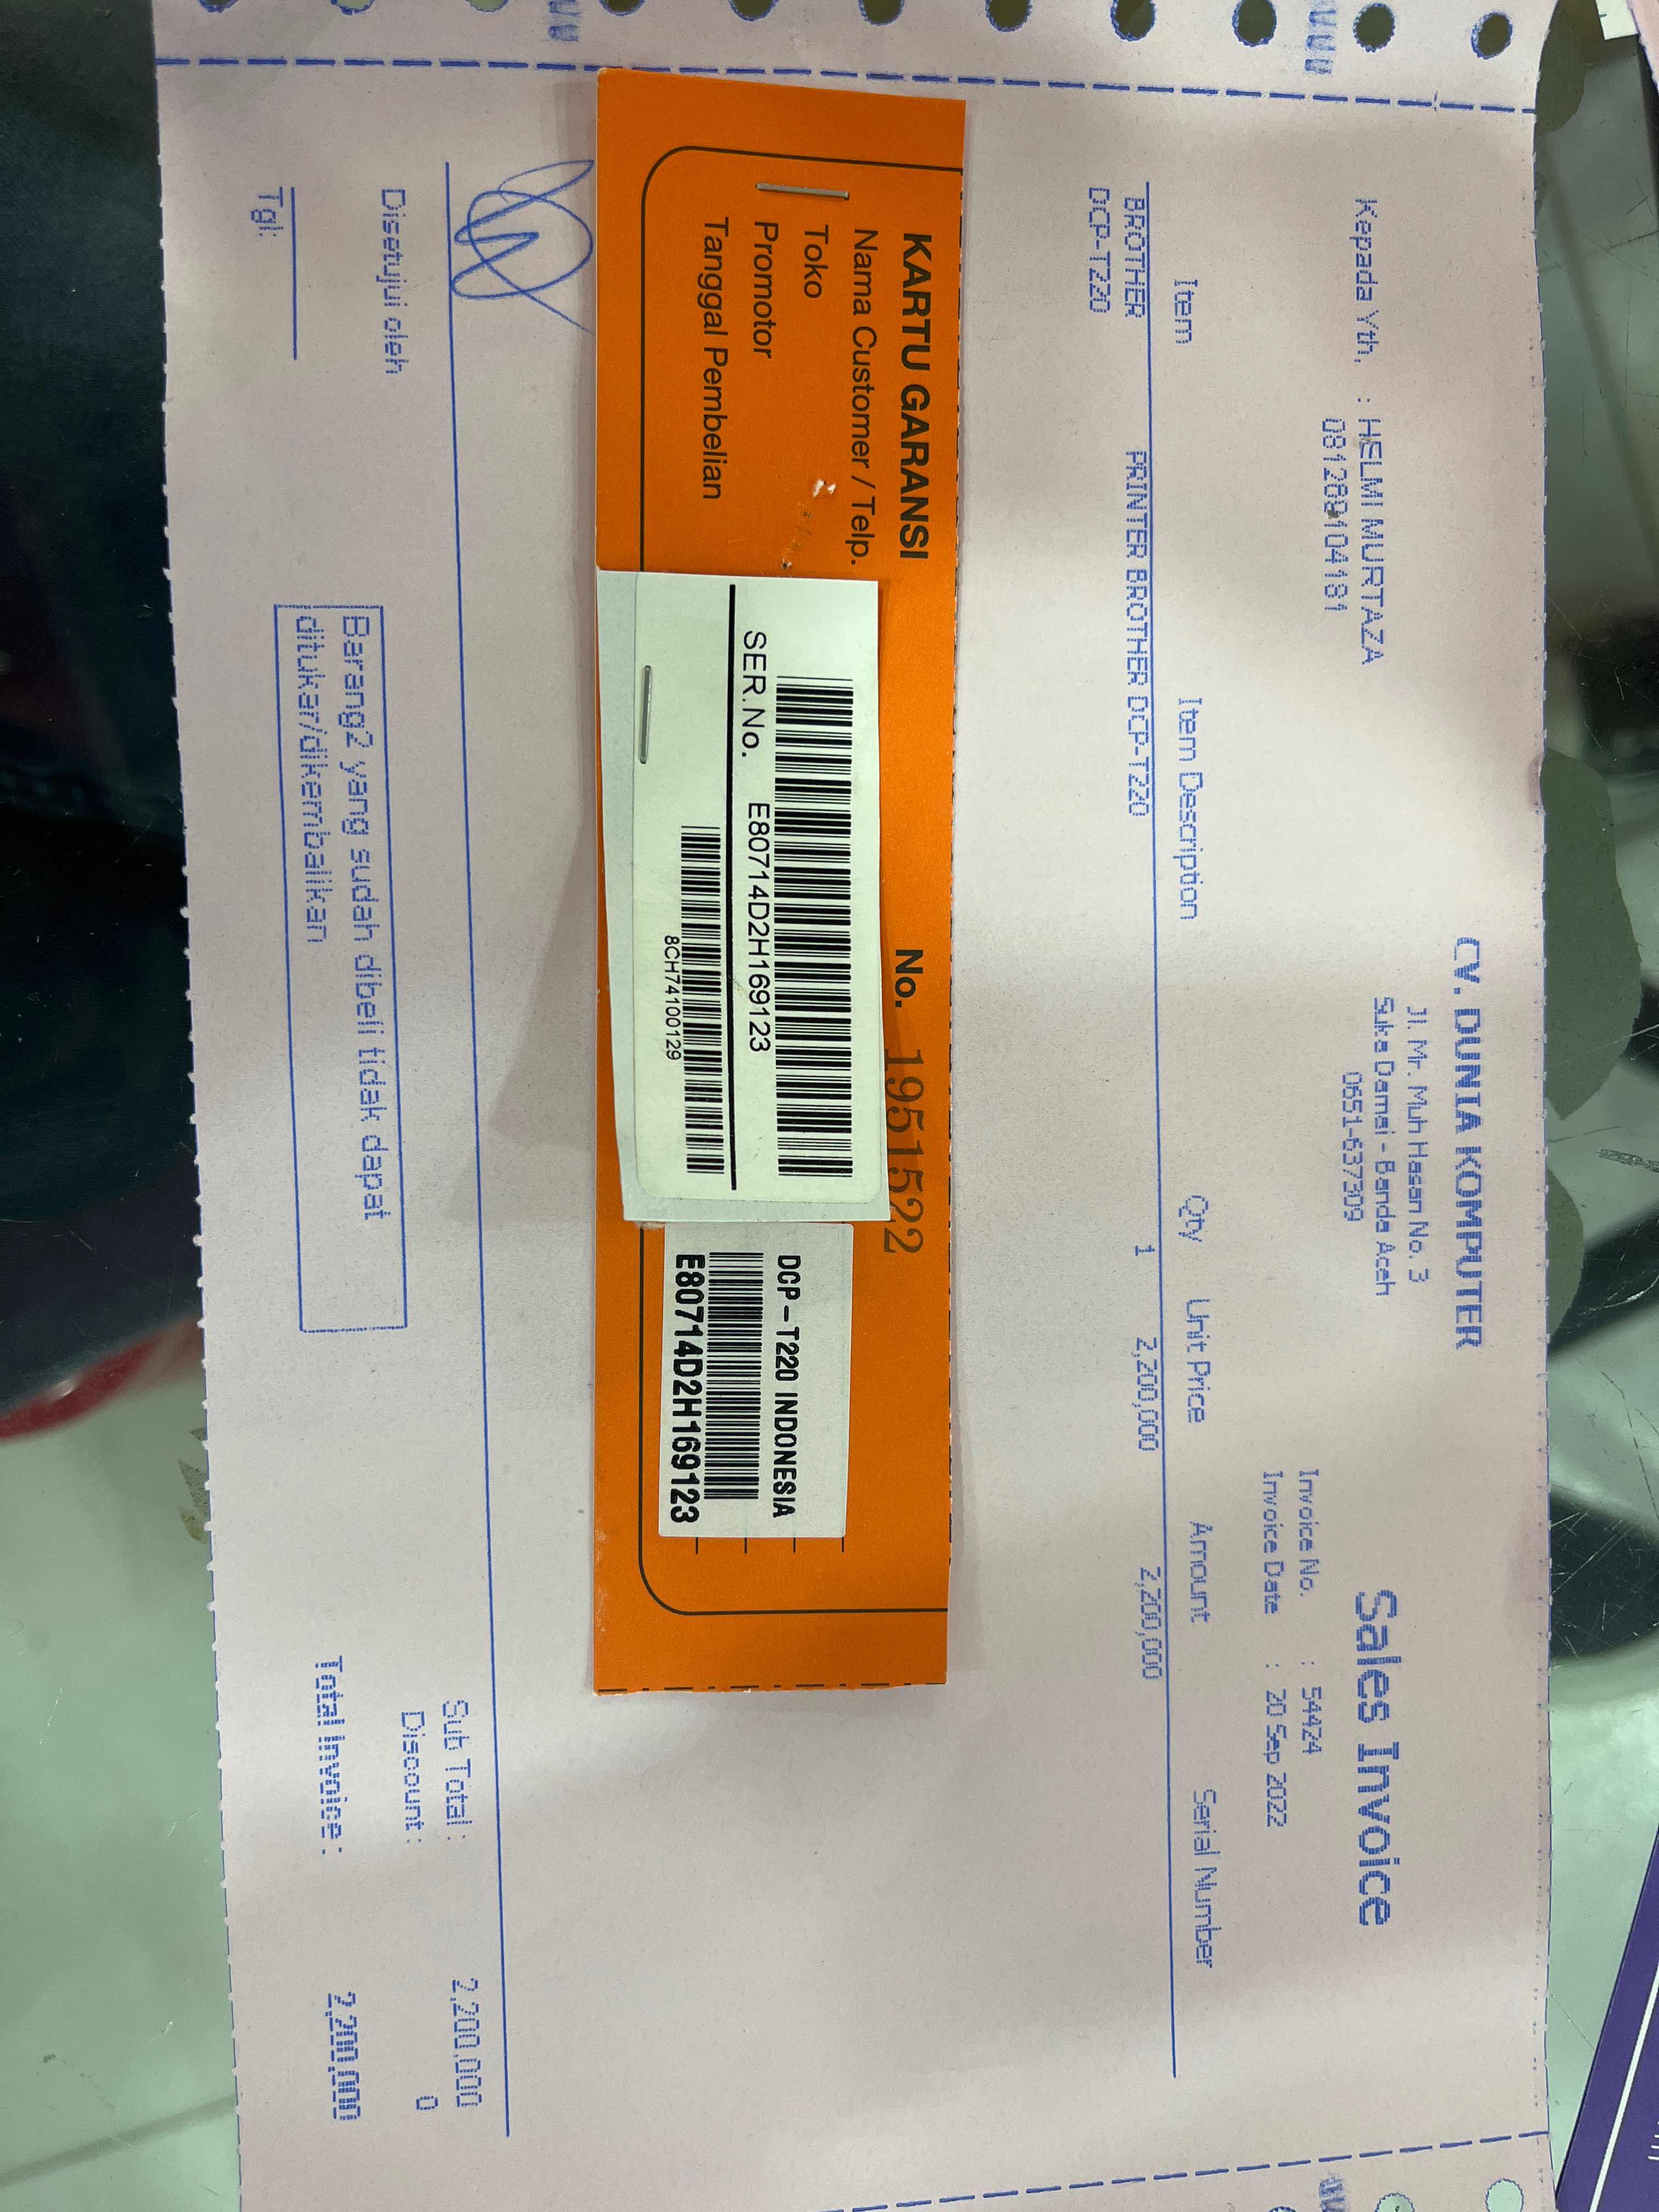 CV. DUNIA KOMPUTER
Jl. Mr. Muh Hasan No. 3
Suka Damai - Banda Aceh
0651-637309
Sales Invoice
Kepada Yth. : HELMI MURTAZA
081268104181
Invoice No. : 54424
Invoice Date : 20 Sep 2022
Item Item Description Qty Unit Price Amount Serial Number
BROTHER PRINTER BROTHER DCP-T220 1 2,200,000 2,200,000
DCP-T220
KARTU GARANSI No. 1951522
Nama Customer / Telp.
Toko
Promotor
Tanggal Pembelian
SER.No. E80714D2H169123
8CH74100129
DCP-T220 INDONESIA
E80714D2H169123
Sub Total : 2,200,000
Discount : 0
Total Invoice : 2,200,000
Disetujui oleh
Tgl:
Barang2 yang sudah dibeli tidak dapat
ditukar/dikembalikan